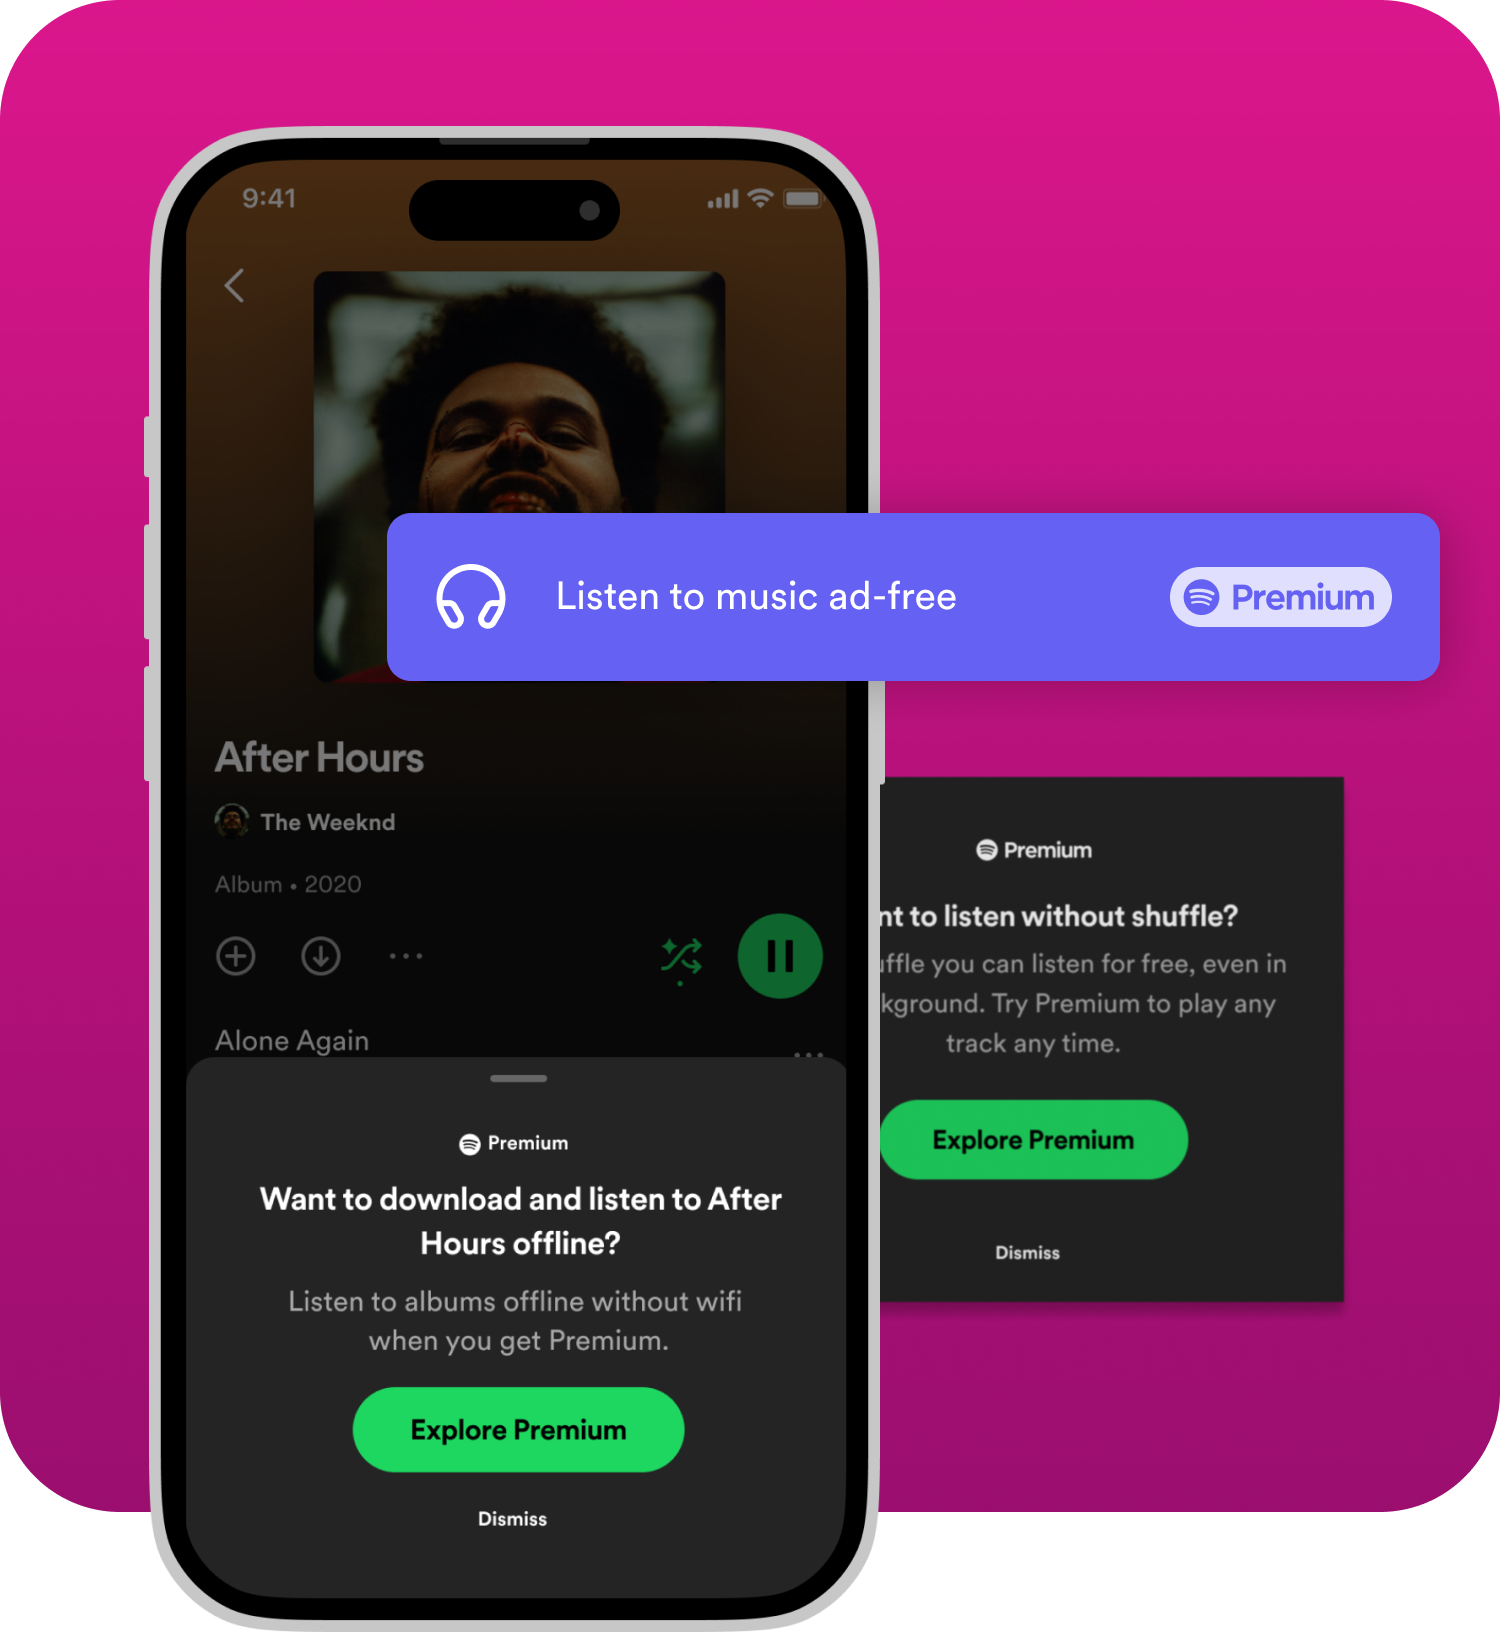 9:41
Listen to music ad-free
Premium
After Hours
The Weeknd
Album • 2020
Alone Again
Premium
Want to download and listen to After
Hours offline?
Listen to albums offline without wifi
when you get Premium.
Explore Premium
Dismiss
Premium
to listen without shuffle?
you can listen for free, even in
Try Premium to play any
track any time.
Explore Premium
Dismiss